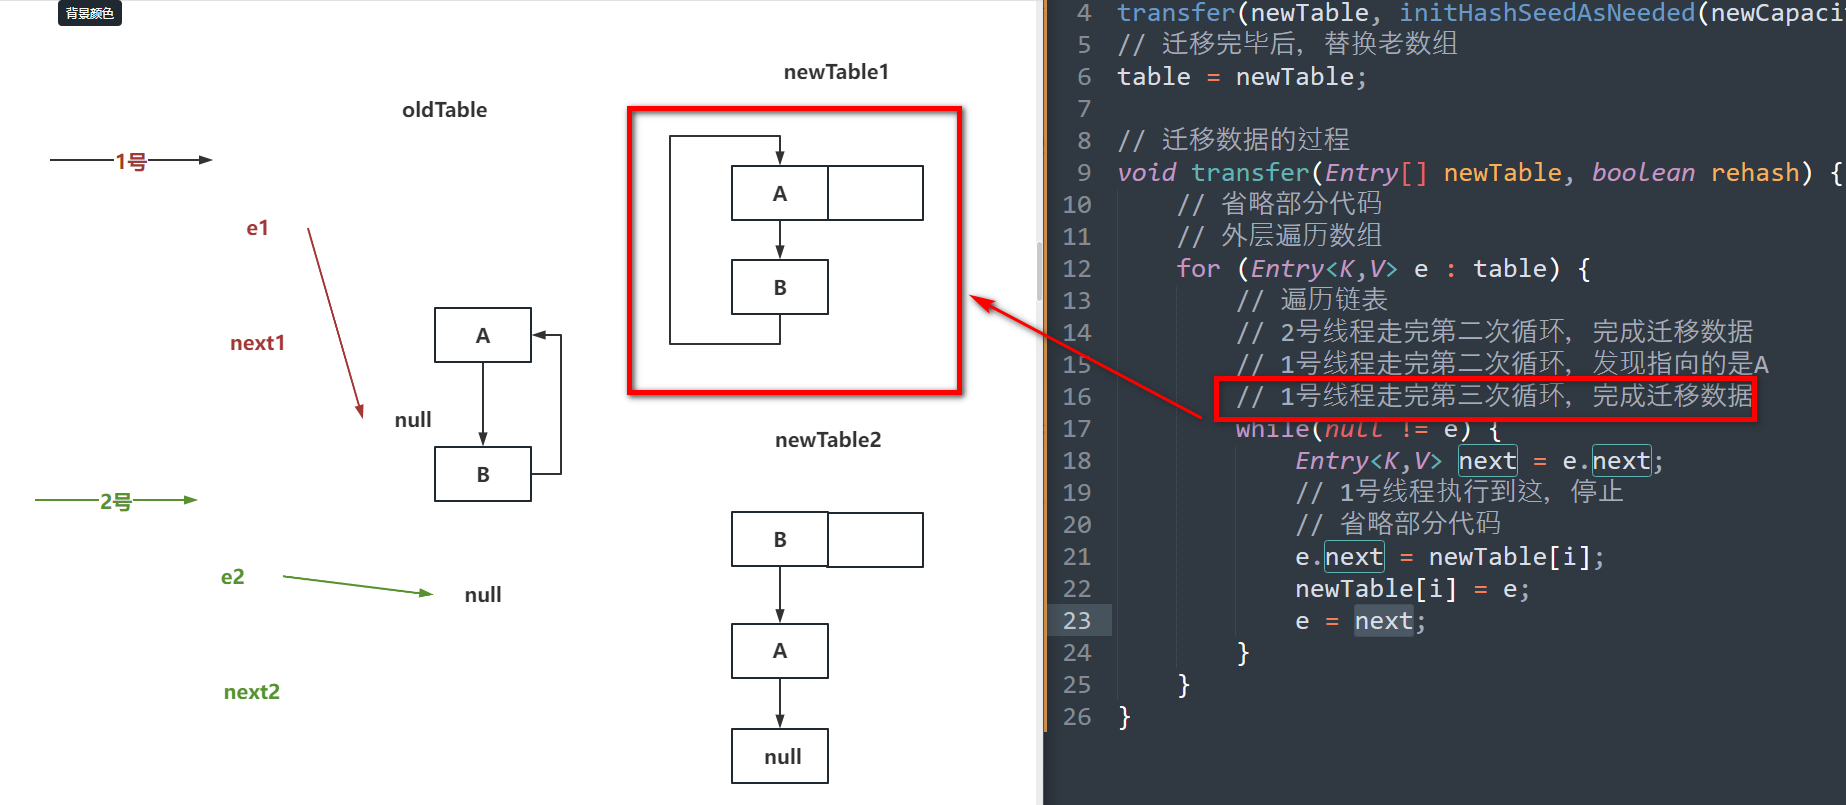 背景颜色
newTable1
oldTable
1号
e1
next1
A
B
null
A
B
newTable2
2号
e2
null
next2
B
A
null
4 transfer(newTable, initHashSeedAsNeeded(newCapaci
5 // 迁移完毕后，替换老数组
6 table = newTable;
7
8 // 迁移数据的过程
9 void transfer(Entry[] newTable, boolean rehash) {
10 // 省略部分代码
11 // 外层遍历数组
12 for (Entry<K,V> e : table) {
13 // 遍历链表
14 // 2号线程走完第二次循环，完成迁移数据
15 // 1号线程走完第二次循环，发现指向的是A
16 // 1号线程走完第三次循环，完成迁移数据
17 while(null != e) {
18 Entry<K,V> next = e.next;
19 // 1号线程执行到这，停止
20 // 省略部分代码
21 e.next = newTable[i];
22 newTable[i] = e;
23 e = next;
24 }
25 }
26 }